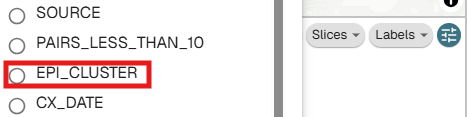 SOURCE
PAIRS_LESS_THAN_10
EPI_CLUSTER
CX_DATE
Slices
Labels